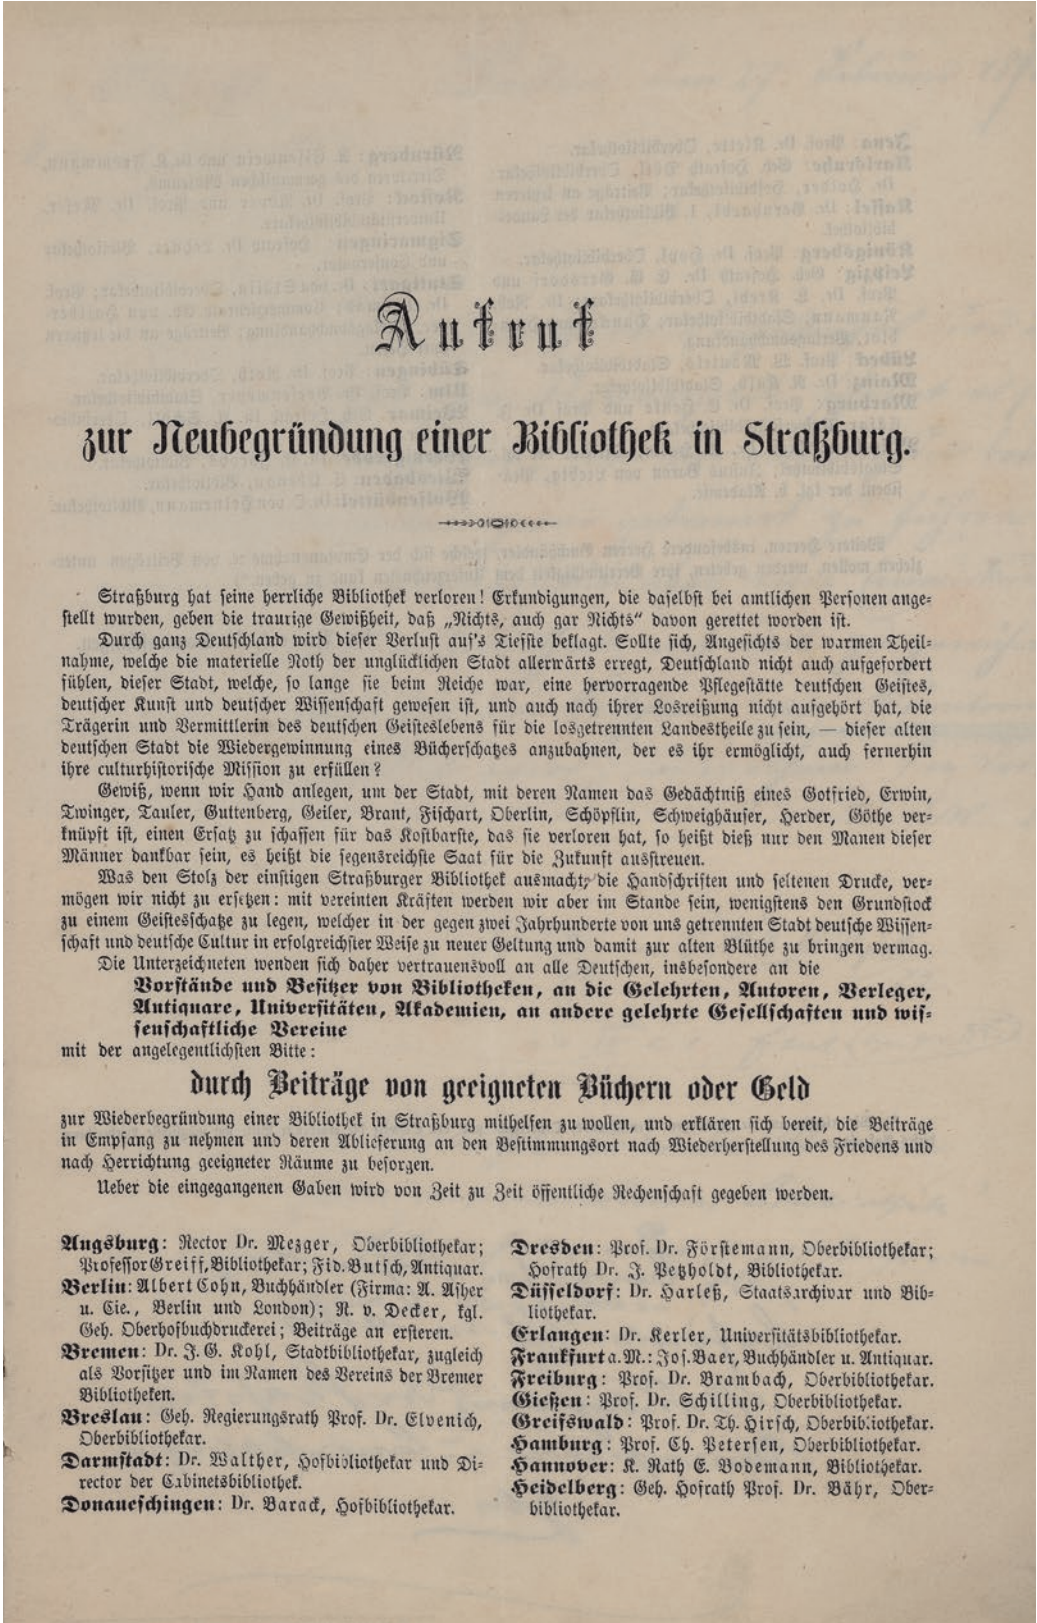 Aufruf
zur Neubegründung einer Bibliothek in Straßburg.
Straßburg hat seine herrliche Bibliothek verloren! Erkundigungen, die daselbst bei amtlichen Personen ange-
stellt wurden, geben die traurige Gewißheit, daß „Nichts, auch gar Nichts“ davon gerettet worden ist.
Durch ganz Deutschland wird dieser Verlust auf's Tiefste beklagt. Sollte sich, Angesichts der warmen Theil-
nahme, welche die materielle Noth der unglücklichen Stadt allerwärts erregt, Deutschland nicht auch aufgefordert
fühlen, dieser Stadt, welche, so lange sie beim Reiche war, eine hervorragende Pflegestätte deutschen Geistes,
deutscher Kunst und deutscher Wissenschaft gewesen ist, und auch nach ihrer Losreißung nicht aufgehört hat, die
Trägerin und Vermittlerin des deutschen Geisteslebens für die losgetrennten Landestheile zu sein, — dieser alten
deutschen Stadt die Wiedergewinnung eines Bücherschatzes anzubahnen, der es ihr ermöglicht, auch fernerhin
ihre culturhistorische Mission zu erfüllen?
Gewiß, wenn wir Hand anlegen, um der Stadt, mit deren Namen das Gedächtniß eines Gotfried, Erwin,
Twinger, Tauler, Guttenberg, Geiler, Brant, Fischart, Oberlin, Schöpflin, Schweighäuser, Herder, Göthe ver-
knüpft ist, einen Ersatz zu schaffen für das Kostbarste, das sie verloren hat, so heißt dieß nur den Manen dieser
Männer dankbar sein, es heißt die segensreichste Saat für die Zukunft ausstreuen.
Was den Stolz der einstigen Straßburger Bibliothek ausmacht, die Handschriften und seltenen Drucke, ver-
mögen wir nicht zu ersetzen: mit vereinten Kräften werden wir aber im Stande sein, wenigstens den Grundstock
zu einem Geistesschatze zu legen, welcher in der gegen zwei Jahrhunderte von uns getrennten Stadt deutsche Wissen-
schaft und deutsche Cultur in erfolgreichster Weise zu neuer Geltung und damit zur alten Blüthe zu bringen vermag.
Die Unterzeichneten wenden sich daher vertrauensvoll an alle Deutschen, insbesondere an die
Vorstände und Besitzer von Bibliotheken, an die Gelehrten, Autoren, Verleger,
Antiquare, Universitäten, Akademien, an andere gelehrte Gesellschaften und wis-
senschaftliche Vereine
mit der angelegentlichsten Bitte:
durch Beiträge von geeigneten Büchern oder Geld
zur Wiederbegründung einer Bibliothek in Straßburg mithelfen zu wollen, und erklären sich bereit, die Beiträge
in Empfang zu nehmen und deren Ablieferung an den Bestimmungsort nach Wiederherstellung des Friedens und
nach Herrichtung geeigneter Räume zu besorgen.
Ueber die eingegangenen Gaben wird von Zeit zu Zeit öffentliche Rechenschaft gegeben werden.
Augsburg: Rector Dr. Mezger, Oberbibliothekar;
Professor Greiff, Bibliothekar; Fid. Butsch, Antiquar.
Berlin: Albert Cohn, Buchhändler (Firma: A. Asher
u. Cie., Berlin und London); R. v. Decker, kgl.
Geh. Oberhofbuchdruckerei; Beiträge an ersteren.
Bremen: Dr. J. G. Kohl, Stadtbibliothekar, zugleich
als Vorsitzer und im Namen des Vereins der Bremer
Bibliotheken.
Breslau: Geh. Regierungsrath Prof. Dr. Elvenich,
Oberbibliothekar.
Darmstadt: Dr. Walther, Hofbibliothekar und Di-
rector der Cabinetsbibliothek.
Donaueschingen: Dr. Barack, Hofbibliothekar.
Dresden: Prof. Dr. Förstemann, Oberbibliothekar;
Hofrath Dr. J. Petzholdt, Bibliothekar.
Düsseldorf: Dr. Harleß, Staatsarchivar und Bib-
liothekar.
Erlangen: Dr. Kerler, Universitätsbibliothekar.
Frankfurt a. M.: Jos. Baer, Buchhändler u. Antiquar.
Freiburg: Prof. Dr. Brambach, Oberbibliothekar.
Gießen: Prof. Dr. Schilling, Oberbibliothekar.
Greifswald: Prof. Dr. Th. Hirsch, Oberbibliothekar.
Hamburg: Prof. Ch. Petersen, Oberbibliothekar.
Hannover: K. Rath E. Bodemann, Bibliothekar.
Heidelberg: Geh. Hofrath Prof. Dr. Bähr, Ober-
bibliothekar.